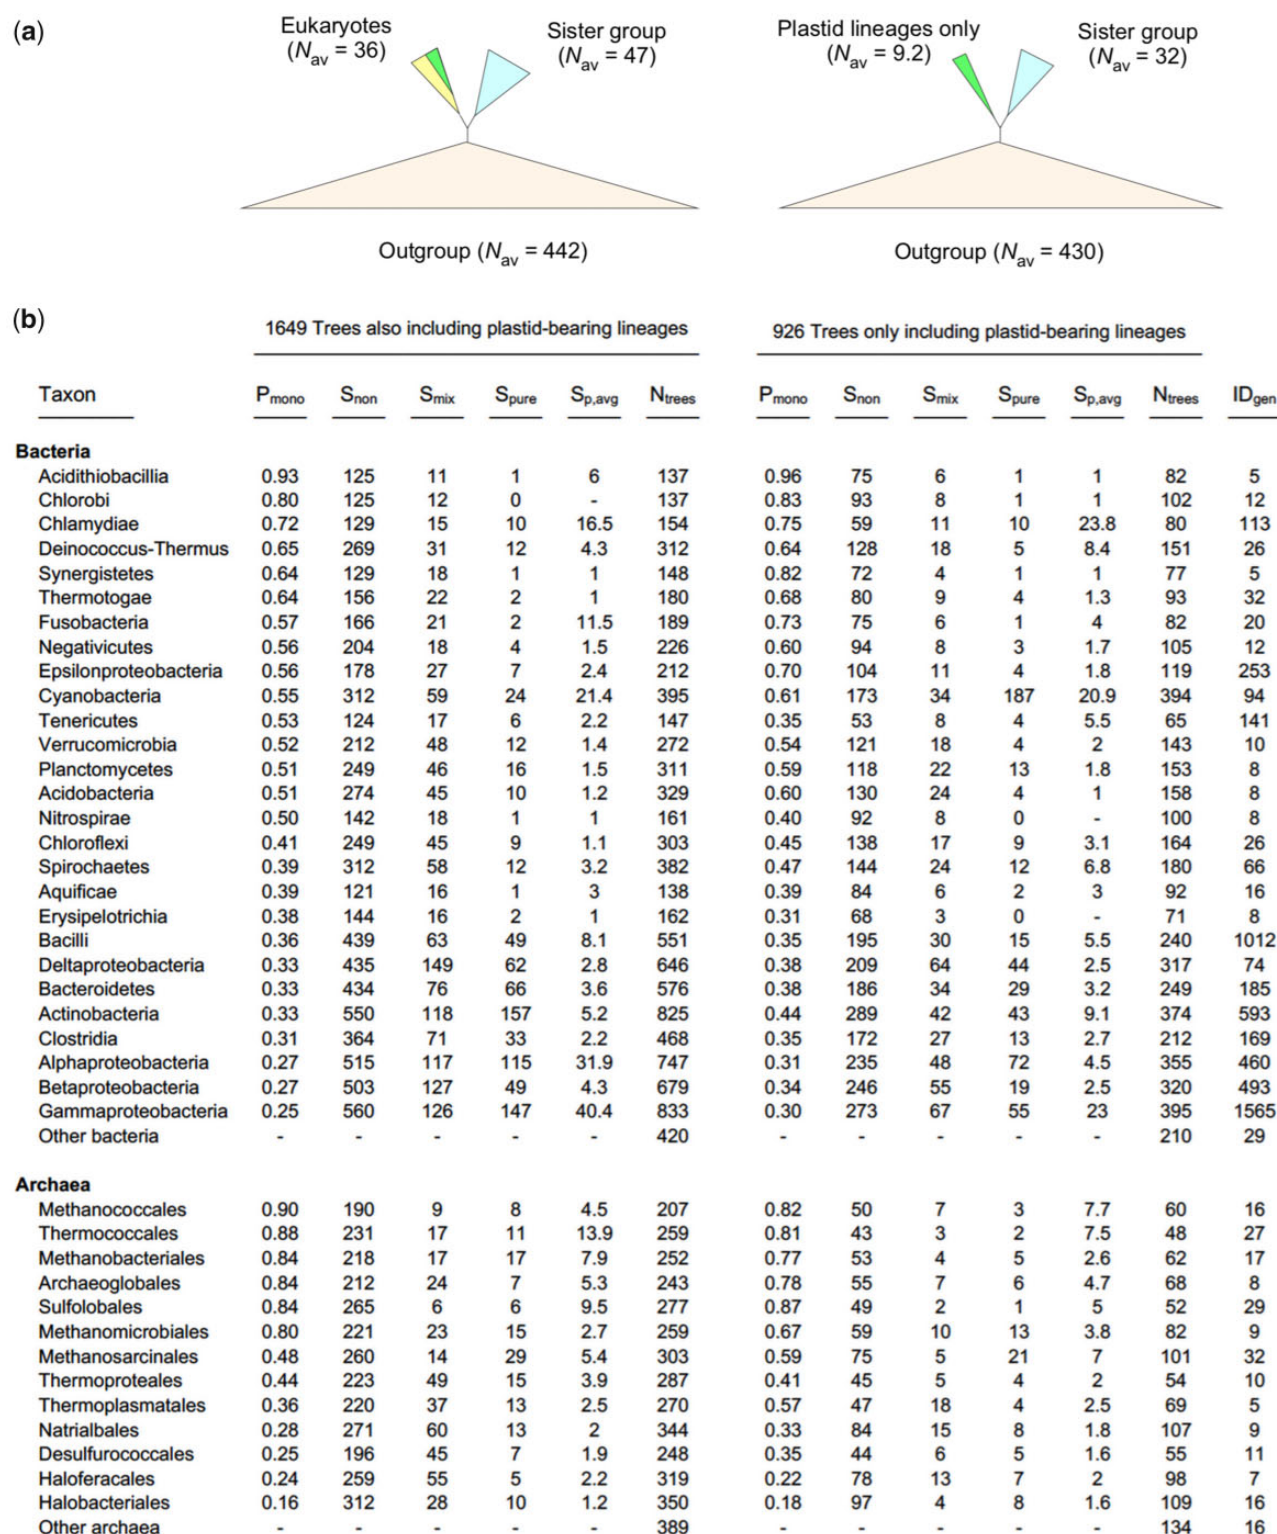 (a)
Eukaryotes
(Nav = 36)
Sister group
(Nav = 47)
Plastid lineages only
(Nav = 9.2)
Sister group
(Nav = 32)
Outgroup (Nav = 442)
Outgroup (Nav = 430)
(b)
1649 Trees also including plastid-bearing lineages 926 Trees only including plastid-bearing lineages
Taxon Pmono Snon Smix Spure Sp,avg Ntrees Pmono Snon Smix Spure Sp,avg Ntrees IDgen
Bacteria
Acidithiobacillia 0.93 125 11 1 6 137 0.96 75 6 1 1 82 5
Chlorobi 0.80 125 12 0 - 137 0.83 93 8 1 1 102 12
Chlamydiae 0.72 129 15 10 16.5 154 0.75 59 11 10 23.8 80 113
Deinococcus-Thermus 0.65 269 31 12 4.3 312 0.64 128 18 5 8.4 151 26
Synergistetes 0.64 129 18 1 1 148 0.82 72 4 1 1 77 5
Thermotogae 0.64 156 22 2 1 180 0.68 80 9 4 1.3 93 32
Fusobacteria 0.57 166 21 2 11.5 189 0.73 75 6 1 4 82 20
Negativicutes 0.56 204 18 4 1.5 226 0.60 94 8 3 1.7 105 12
Epsilonproteobacteria 0.56 178 27 7 2.4 212 0.70 104 11 4 1.8 119 253
Cyanobacteria 0.55 312 59 24 21.4 395 0.61 173 34 187 20.9 394 94
Tenericutes 0.53 124 17 6 2.2 147 0.35 53 8 4 5.5 65 141
Verrucomicrobia 0.52 212 48 12 1.4 272 0.54 121 18 4 2 143 10
Planctomycetes 0.51 249 46 16 1.5 311 0.59 118 22 13 1.8 153 8
Acidobacteria 0.51 274 45 10 1.2 329 0.60 130 24 4 1 158 8
Nitrospirae 0.50 142 18 1 1 161 0.40 92 8 0 - 100 8
Chloroflexi 0.41 249 45 9 1.1 303 0.45 138 17 9 3.1 164 26
Spirochaetes 0.39 312 58 12 3.2 382 0.47 144 24 12 6.8 180 66
Aquificae 0.39 121 16 1 3 138 0.39 84 6 2 3 92 16
Erysipelotrichia 0.38 144 16 2 1 162 0.31 68 3 0 - 71 8
Bacilli 0.36 439 63 49 8.1 551 0.35 195 30 15 5.5 240 1012
Deltaproteobacteria 0.33 435 149 62 2.8 646 0.38 209 64 44 2.5 317 74
Bacteroidetes 0.33 434 76 66 3.6 576 0.38 186 34 29 3.2 249 185
Actinobacteria 0.33 550 118 157 5.2 825 0.44 289 42 43 9.1 374 593
Clostridia 0.31 364 71 33 2.2 468 0.35 172 27 13 2.7 212 169
Alphaproteobacteria 0.27 515 117 115 31.9 747 0.31 235 48 72 4.5 355 460
Betaproteobacteria 0.27 503 127 49 4.3 679 0.34 246 55 19 2.5 320 493
Gammaproteobacteria 0.25 560 126 147 40.4 833 0.30 273 67 55 23 395 1565
Other bacteria - - - - - 420 - - - - - 210 29
Archaea
Methanococcales 0.90 190 9 8 4.5 207 0.82 50 7 3 7.7 60 16
Thermococcales 0.88 231 17 11 13.9 259 0.81 43 3 2 7.5 48 27
Methanobacteriales 0.84 218 17 17 7.9 252 0.77 53 4 5 2.6 62 17
Archaeoglobales 0.84 212 24 7 5.3 243 0.78 55 7 6 4.7 68 8
Sulfolobales 0.84 265 6 6 9.5 277 0.87 49 2 1 5 52 29
Methanomicrobiales 0.80 221 23 15 2.7 259 0.67 59 10 13 3.8 82 9
Methanosarcinales 0.48 260 14 29 5.4 303 0.59 75 5 21 7 101 32
Thermoproteales 0.44 223 49 15 3.9 287 0.41 45 5 4 2 54 10
Thermoplasmatales 0.36 220 37 13 2.5 270 0.57 47 18 4 2.5 69 5
Natrialbales 0.28 271 60 13 2 344 0.33 84 15 8 1.8 107 9
Desulfurococcales 0.25 196 45 7 1.9 248 0.35 44 6 5 1.6 55 11
Haloferacales 0.24 259 55 5 2.2 319 0.22 78 13 7 2 98 7
Halobacteriales 0.16 312 28 10 1.2 350 0.18 97 4 8 1.6 109 16
Other archaea - - - - - 389 - - - - - 134 16